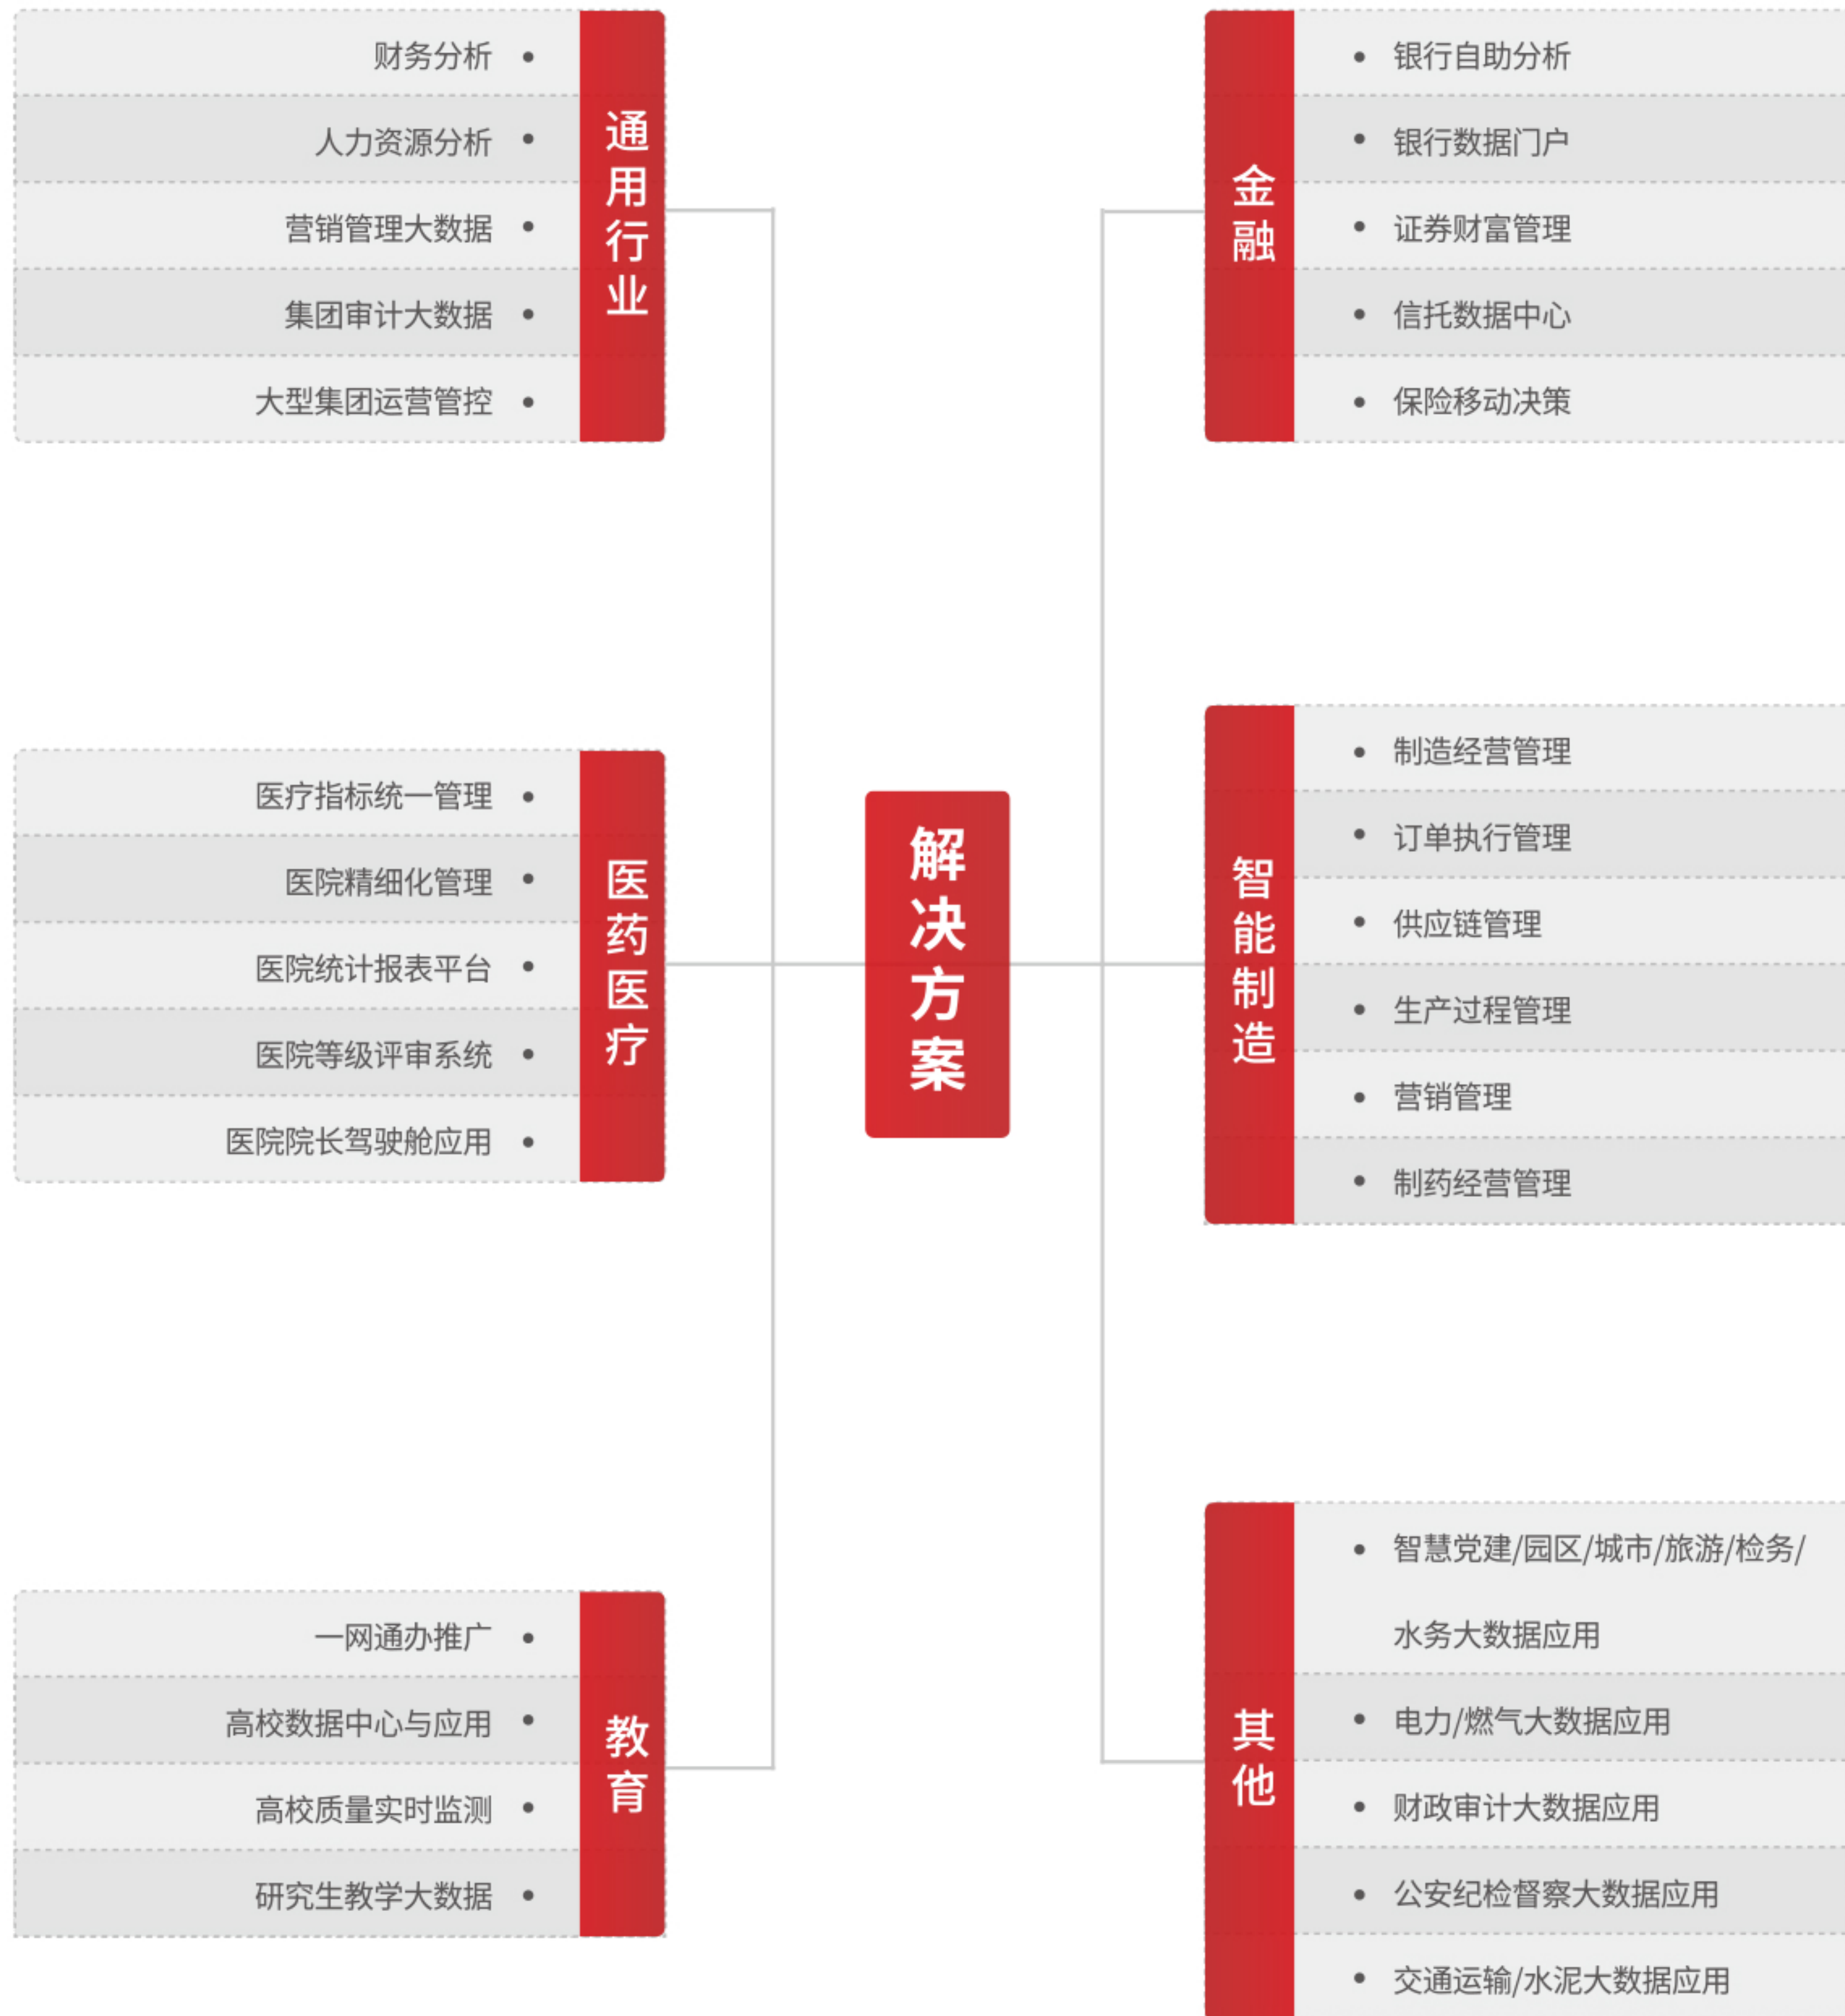 财务分析
人力资源分析
营销管理大数据
集团审计大数据
大型集团运营管控
通用行业
医疗指标统一管理
医院精细化管理
医院统计报表平台
医院等级评审系统
医院院长驾驶舱应用
医药医疗
一网通办推广
高校数据中心与应用
高校质量实时监测
研究生教学大数据
教育
解决方案
金融
银行自助分析
银行数据门户
证券财富管理
信托数据中心
保险移动决策
智能制造
制造经营管理
订单执行管理
供应链管理
生产过程管理
营销管理
制药经营管理
其他
智慧党建/园区/城市/旅游/检务/
水务大数据应用
电力/燃气大数据应用
财政审计大数据应用
公安纪检督察大数据应用
交通运输/水泥大数据应用